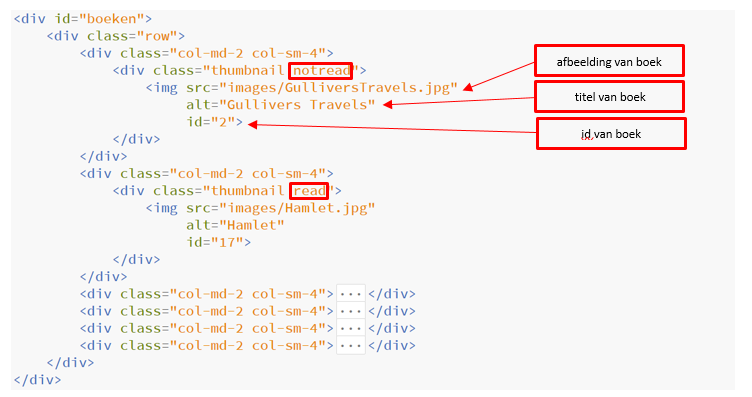 <div id="boeken">
<div class="row">
<div class="col-md-2 col-sm-4">
<div class="thumbnail notread">
<img src="images/GulliversTravels.jpg"
afbeelding van boek
alt="Gullivers Travels"
titel van boek
id="2">
id van boek
</div>
</div>
<div class="col-md-2 col-sm-4">
<div class="thumbnail read">
<img src="images/Hamlet.jpg"
alt="Hamlet"
id="17">
</div>
</div>
<div class="col-md-2 col-sm-4">...</div>
<div class="col-md-2 col-sm-4">...</div>
<div class="col-md-2 col-sm-4">...</div>
<div class="col-md-2 col-sm-4">...</div>
</div>
</div>